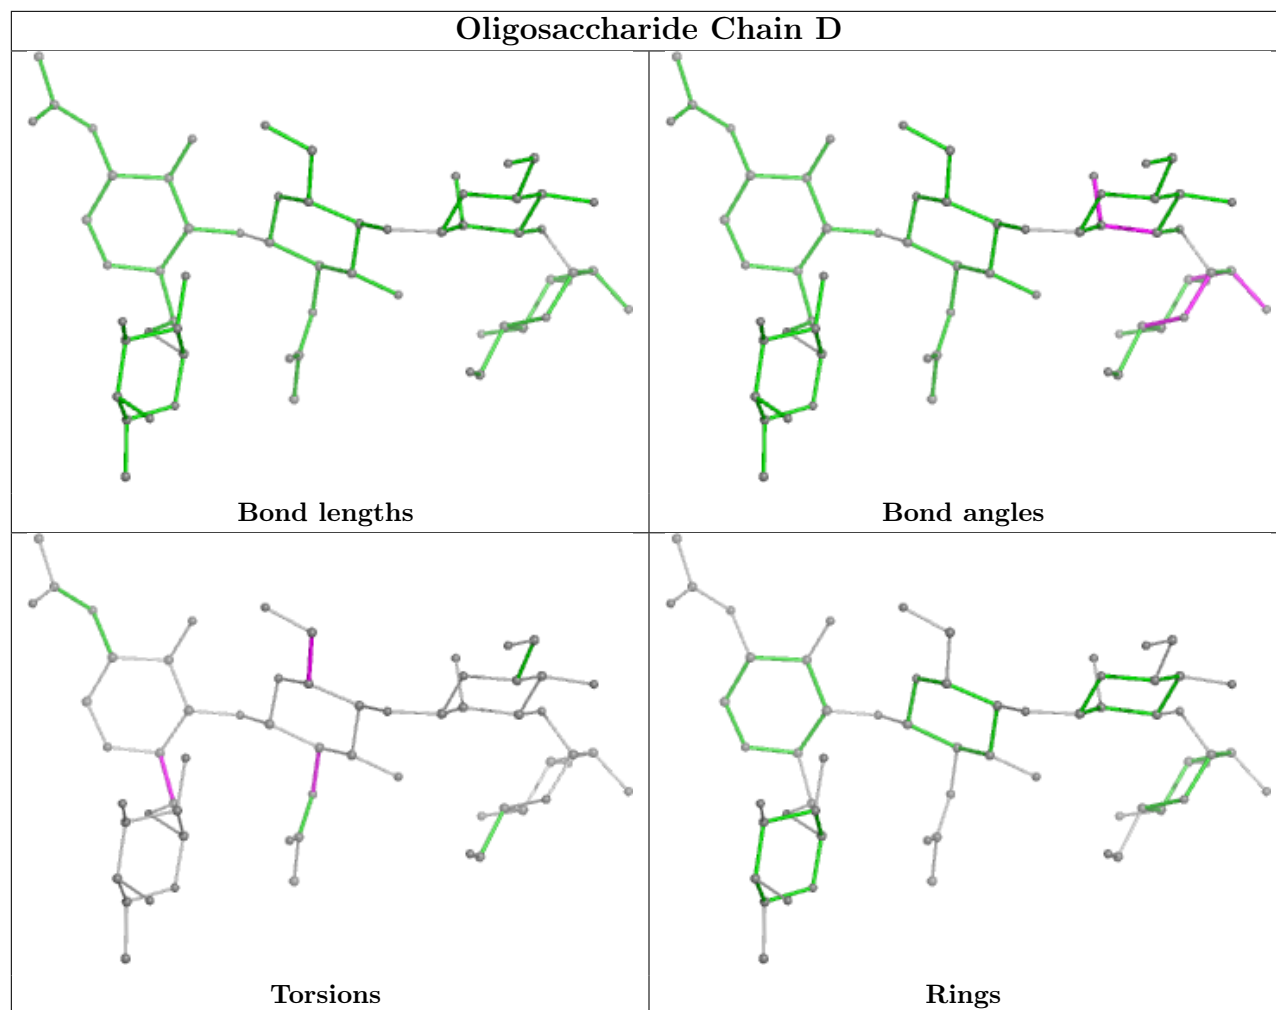 Oligosaccharide Chain D
Bond lengths
Bond angles
Torsions
Rings